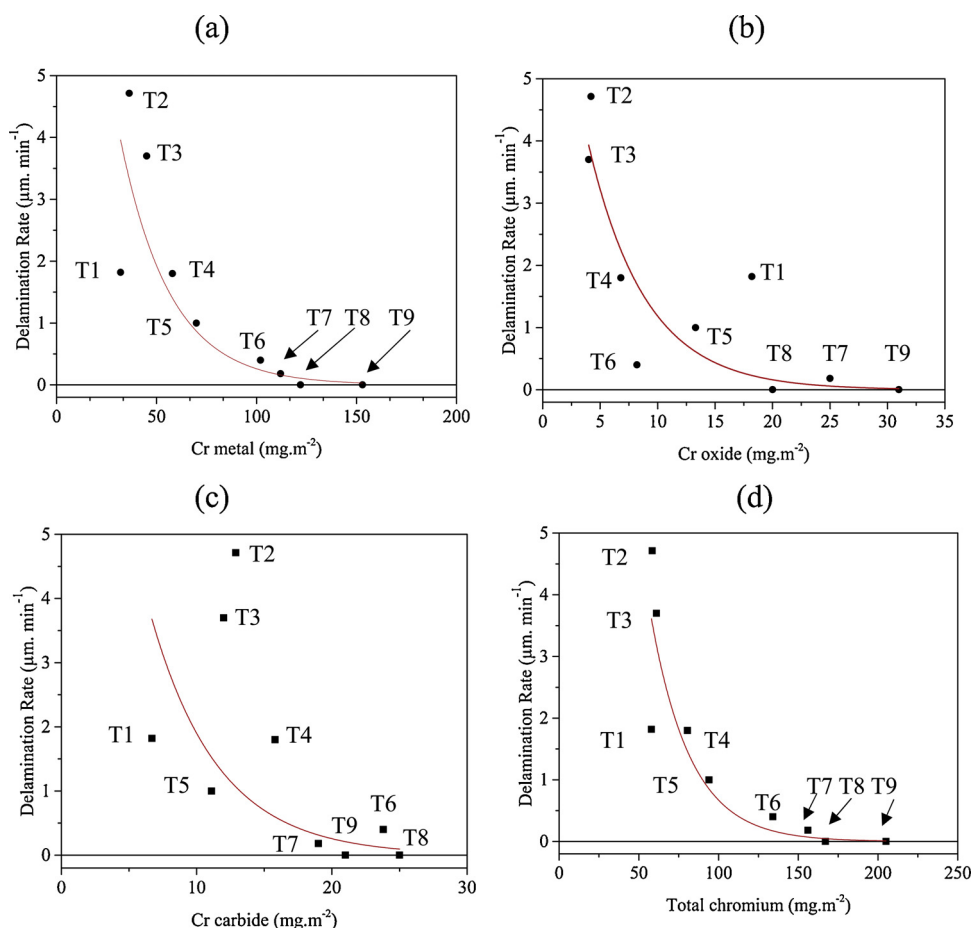 (a)
5
4
3
2
1
0
Delamination Rate (μm. min⁻¹)
T2
T3
T1
T4
T5
T6
T7
T8
T9
0 50 100 150 200
Cr metal (mg.m⁻²)
(b)
5
4
3
2
1
0
Delamination Rate (μm. min⁻¹)
T2
T3
T4
T1
T5
T6
T8
T7
T9
0 5 10 15 20 25 30 35
Cr oxide (mg.m⁻²)
(c)
5
4
3
2
1
0
Delamination Rate (μm. min⁻¹)
T2
T3
T1
T4
T5
T6
T9
T7
T8
0 10 20 30
Cr carbide (mg.m⁻²)
(d)
5
4
3
2
1
0
Delamination Rate (μm. min⁻¹)
T2
T3
T1
T4
T5
T6
T7
T8
T9
0 50 100 150 200 250
Total chromium (mg.m⁻²)